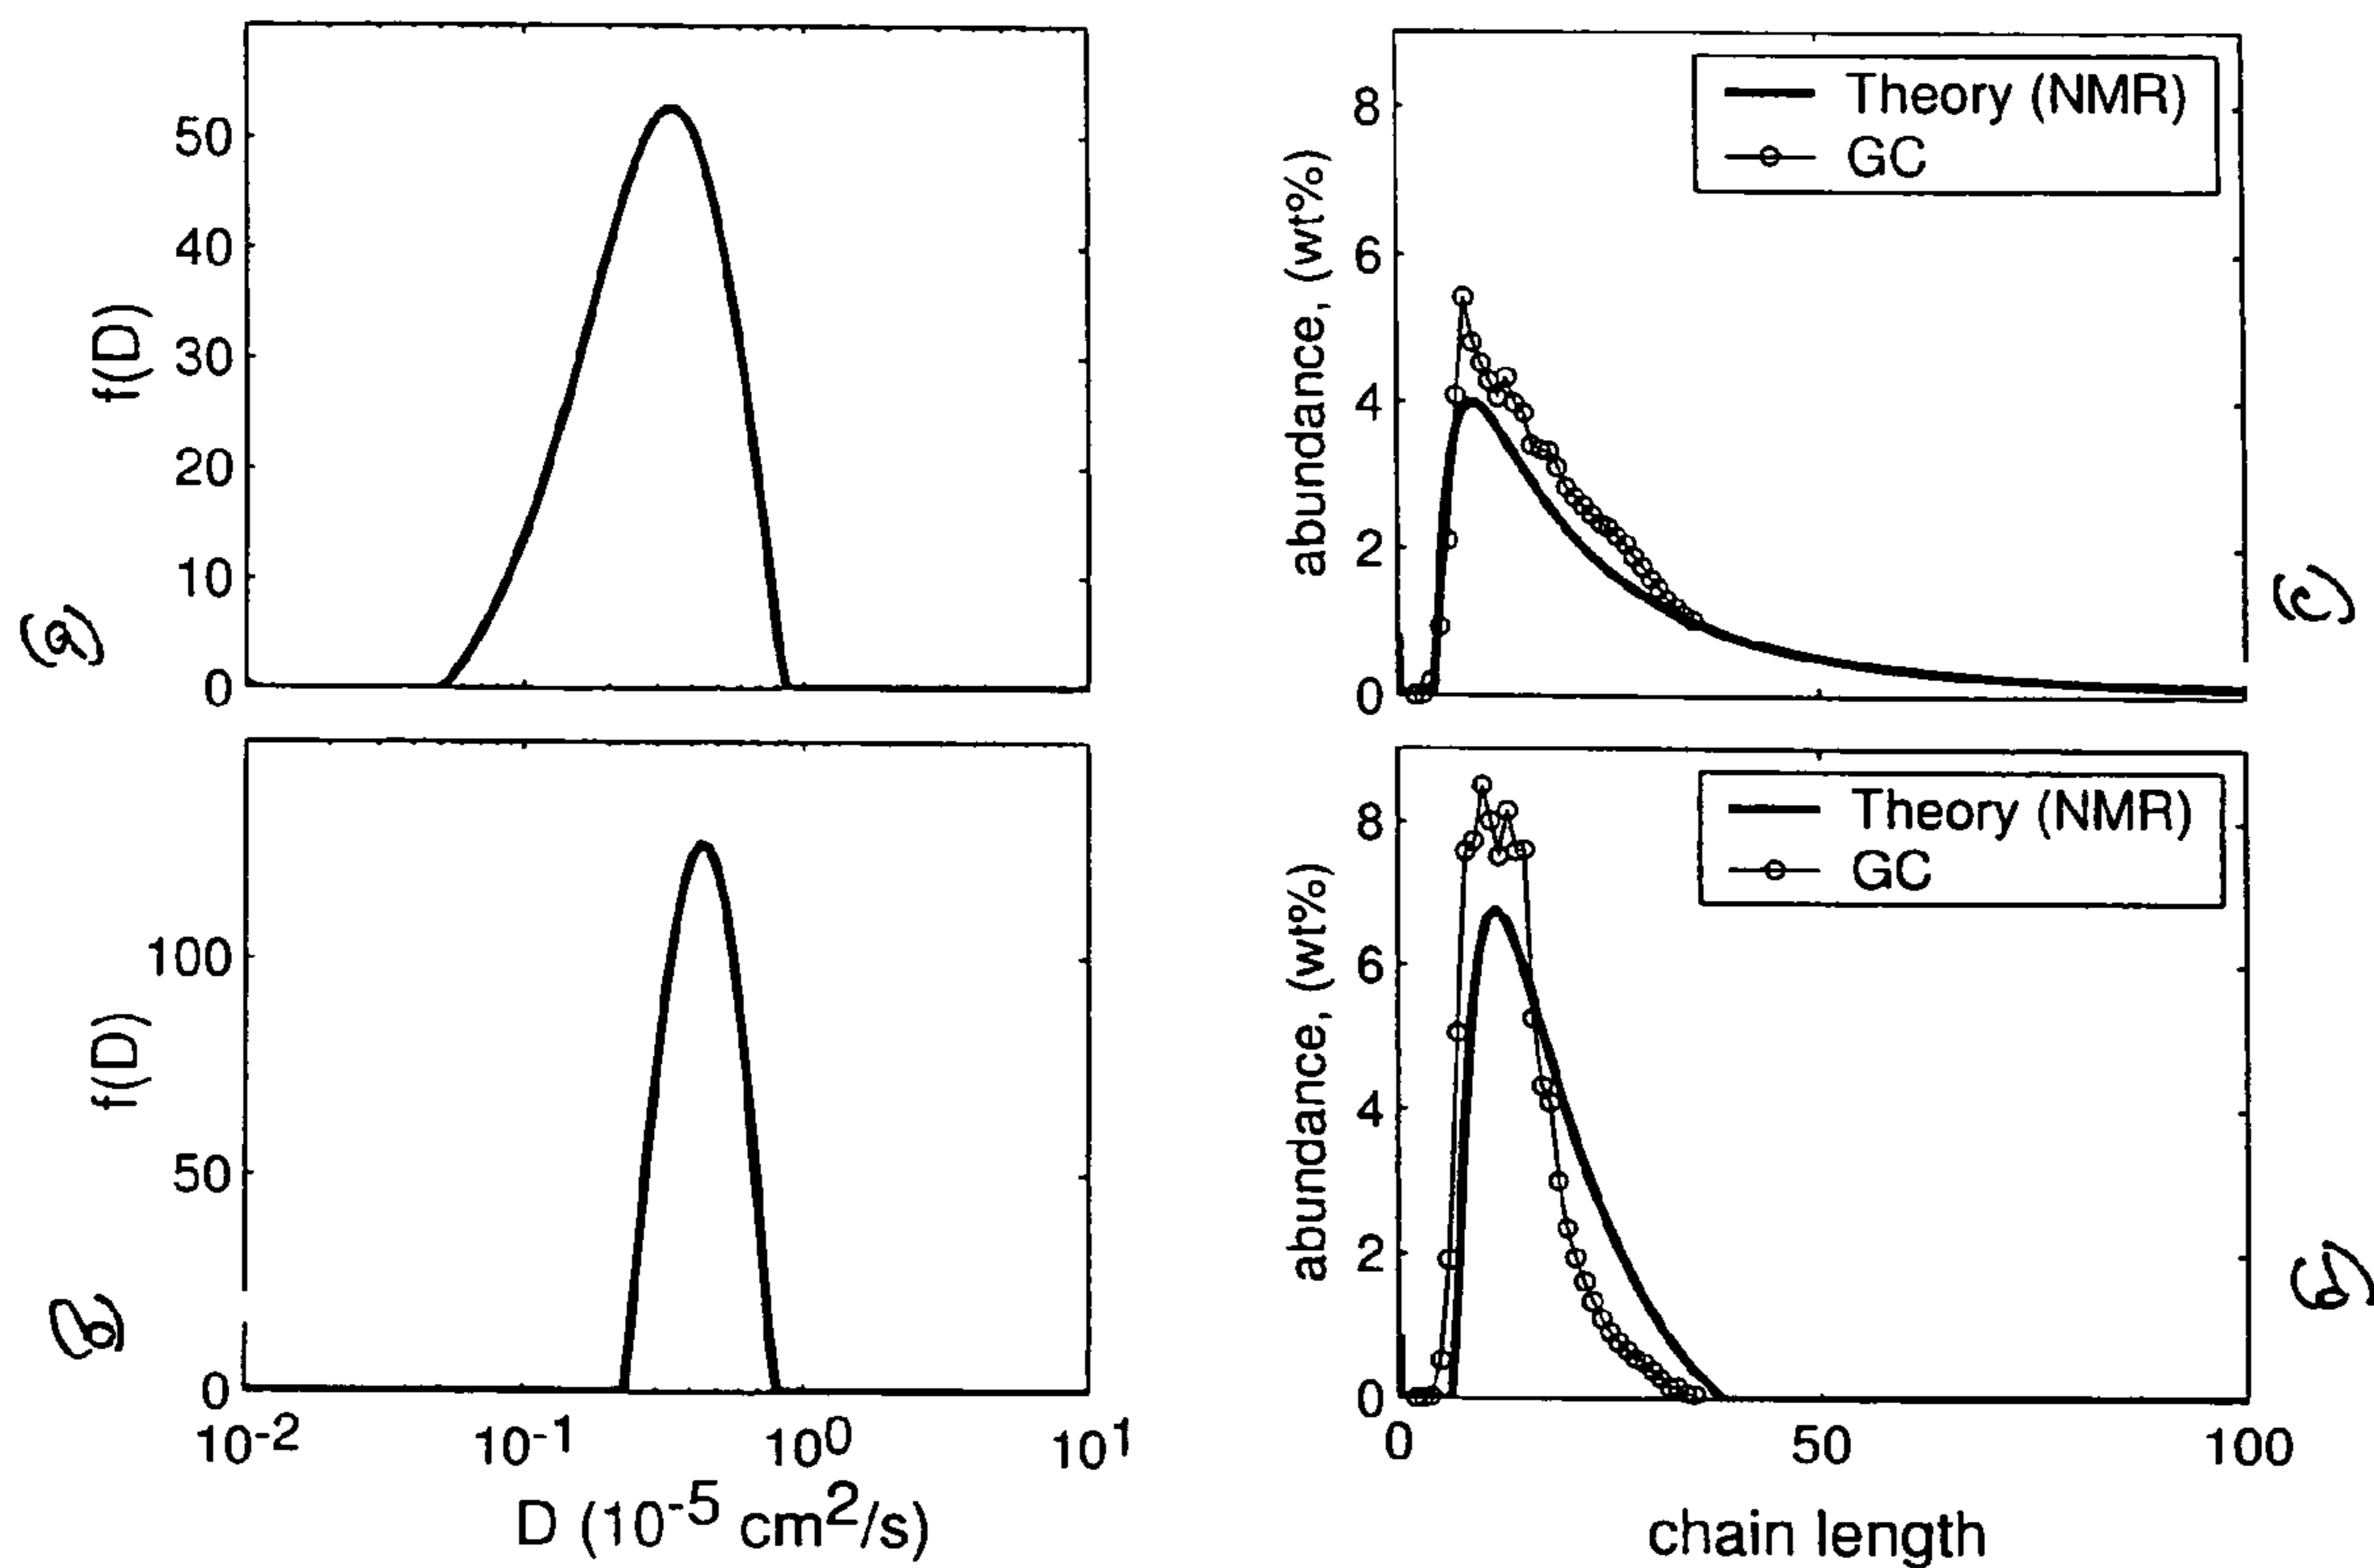 50
40
30
20
10
0
f(D)
(a)
8
6
4
2
0
abundance, (wt%)
Theory (NMR)
GC
(c)
100
50
0
f(D)
(b)
10-2
10-1
100
101
D (10-5 cm2/s)
8
6
4
2
0
abundance, (wt%)
Theory (NMR)
GC
(d)
0
50
100
chain length